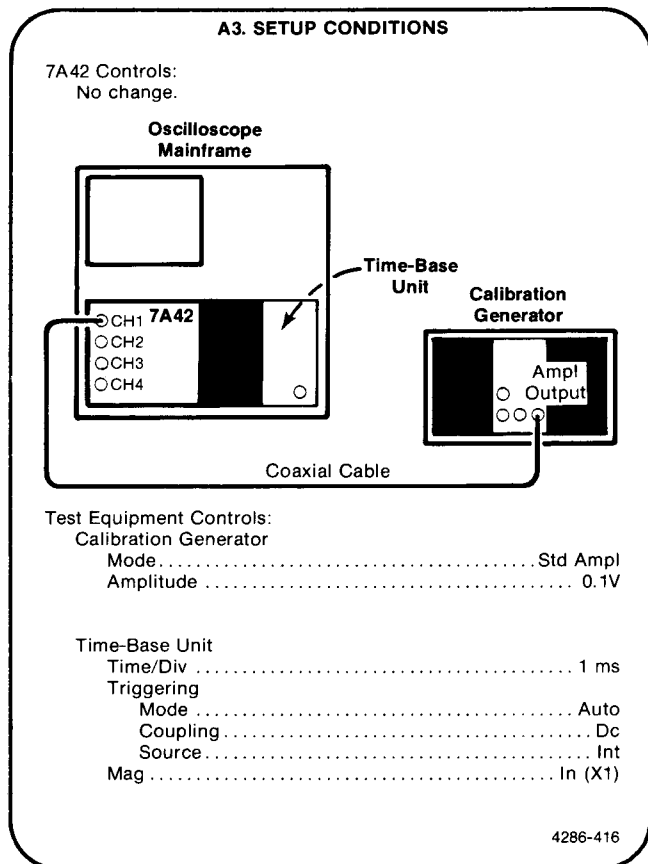 A3. SETUP CONDITIONS
7A42 Controls:
No change.
Oscilloscope
Mainframe
Time-Base
Unit
Calibration
Generator
CH1 7A42
CH2
CH3
CH4
Ampl
Output
Coaxial Cable
Test Equipment Controls:
Calibration Generator
Mode......................................Std Ampl
Amplitude ..................................... 0.1V
Time-Base Unit
Time/Div ...................................... 1 ms
Triggering
Mode ....................................... Auto
Coupling...................................... Dc
Source....................................... Int
Mag ........................................ In (X1)
4286-416